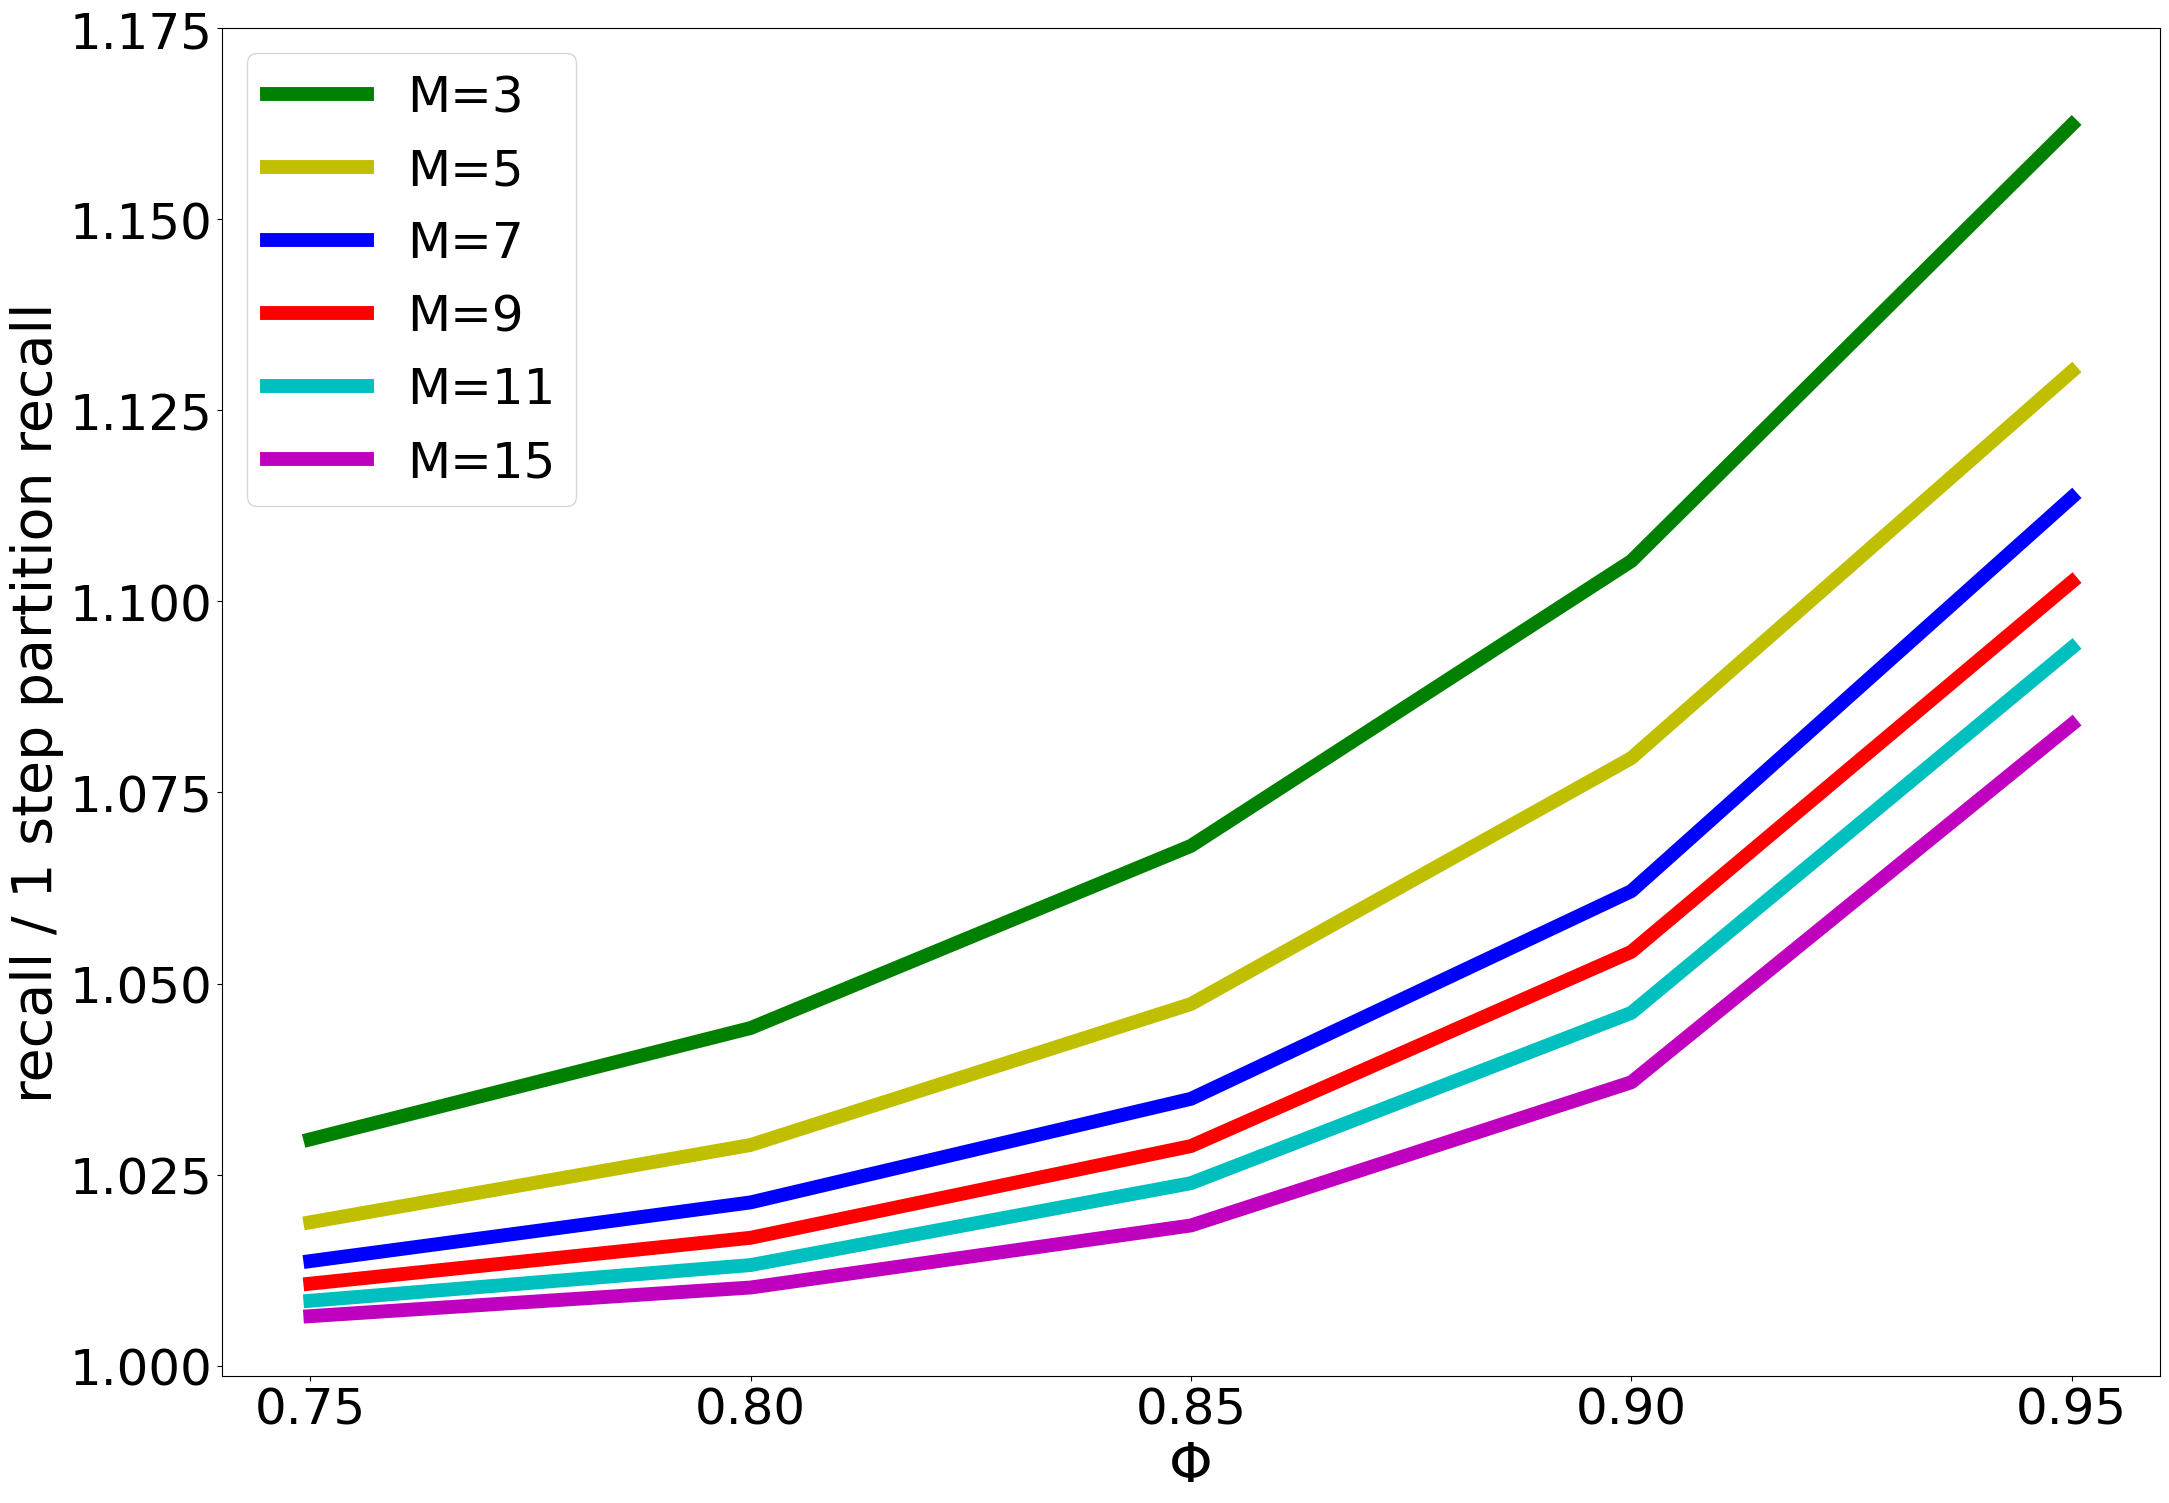 1.175
1.150
1.125
1.100
1.075
1.050
1.025
1.000
recall / 1 step partition recall
M=3
M=5
M=7
M=9
M=11
M=15
0.75 0.80 0.85 0.90 0.95
Φ